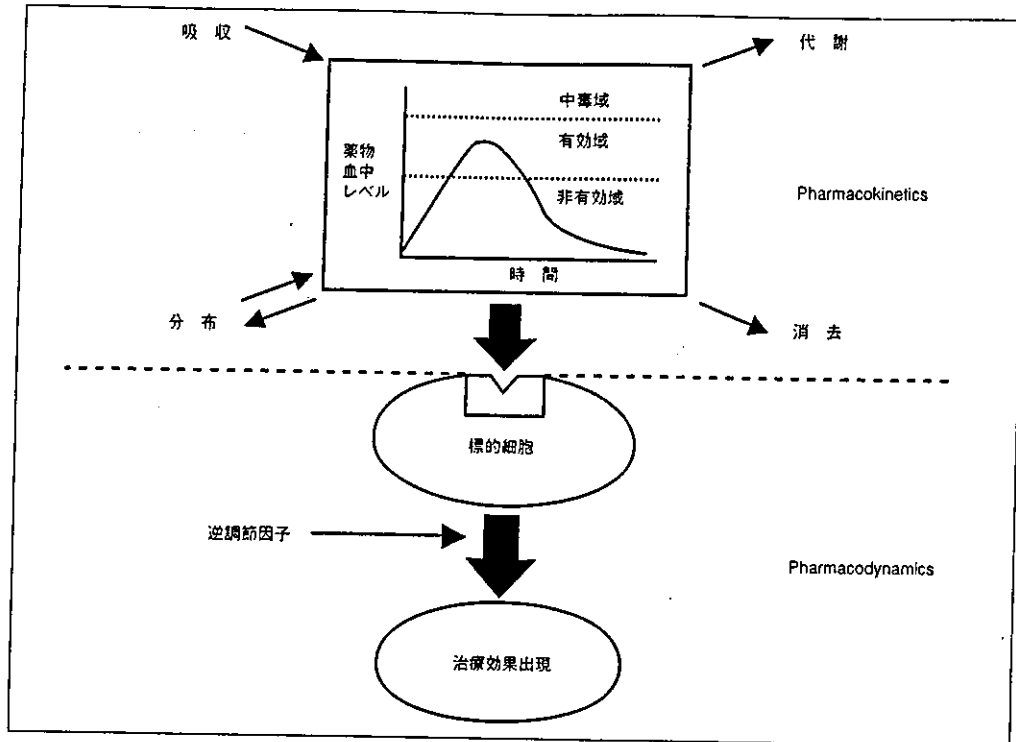 吸 収
代 謝
中毒域
有効域
薬物
血中
レベル
非有効域
Pharmacokinetics
時 間
分 布
消 去
標的細胞
逆調節因子
Pharmacodynamics
治療効果出現